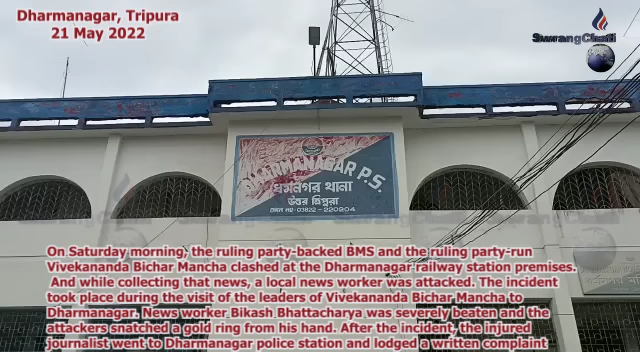 Dharmanagar, Tripura
21 May 2022
SwrangChati
DHARMANAGAR P.S.
ধর্মনগর থানা
উত্তর ত্রিপুরা
ফোন নং- 03822 - 220204
On Saturday morning, the ruling party-backed BMS and the ruling party-run
Vivekananda Bichar Mancha clashed at the Dharmanagar railway station premises.
And while collecting that news, a local news worker was attacked. The incident
took place during the visit of the leaders of Vivekananda Bichar Mancha to
Dharmanagar. News worker Bikash Bhattacharya was severely beaten and the
attackers snatched a gold ring from his hand. After the incident, the injured
journalist went to Dharmanagar police station and lodged a written complaint